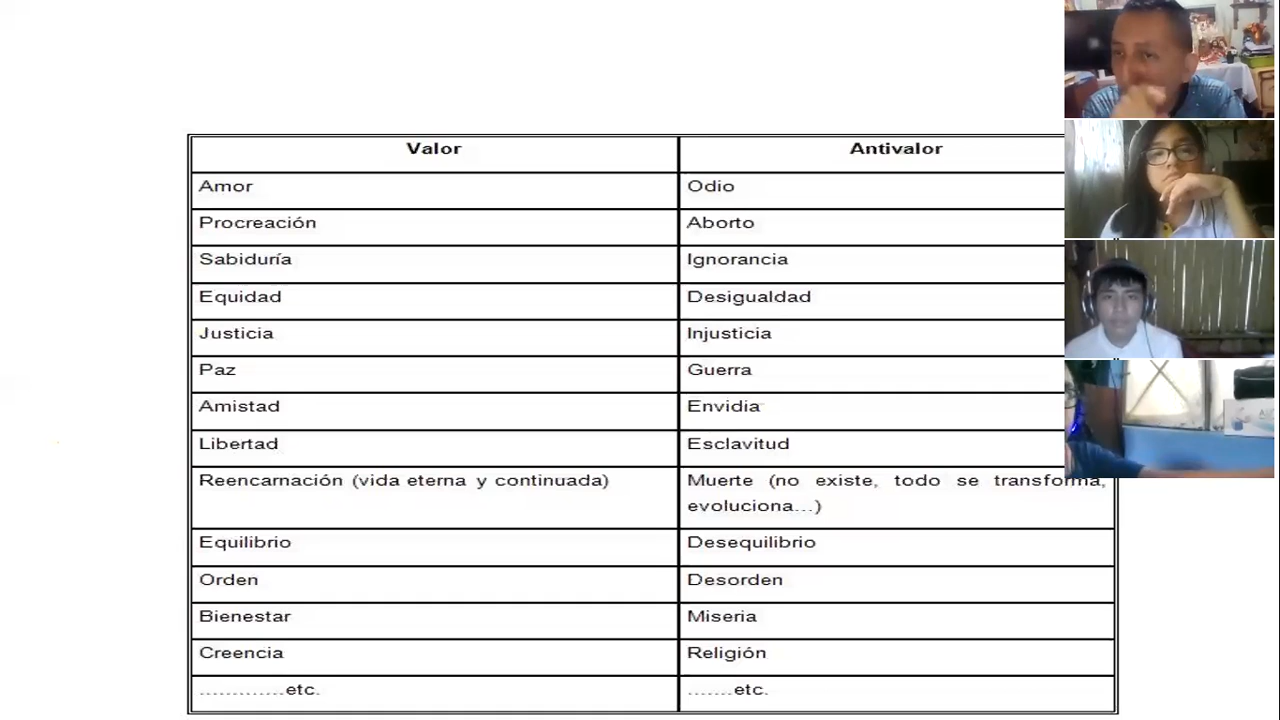 Valor Antivalor
Amor Odio
Procreación Aborto
Sabiduría Ignorancia
Equidad Desigualdad
Justicia Injusticia
Paz Guerra
Amistad Envidia
Libertad Esclavitud
Reencarnación (vida eterna y continuada) Muerte (no existe, todo se transforma,
evoluciona...)
Equilibrio Desequilibrio
Orden Desorden
Bienestar Miseria
Creencia Religión
.............etc. .......etc.